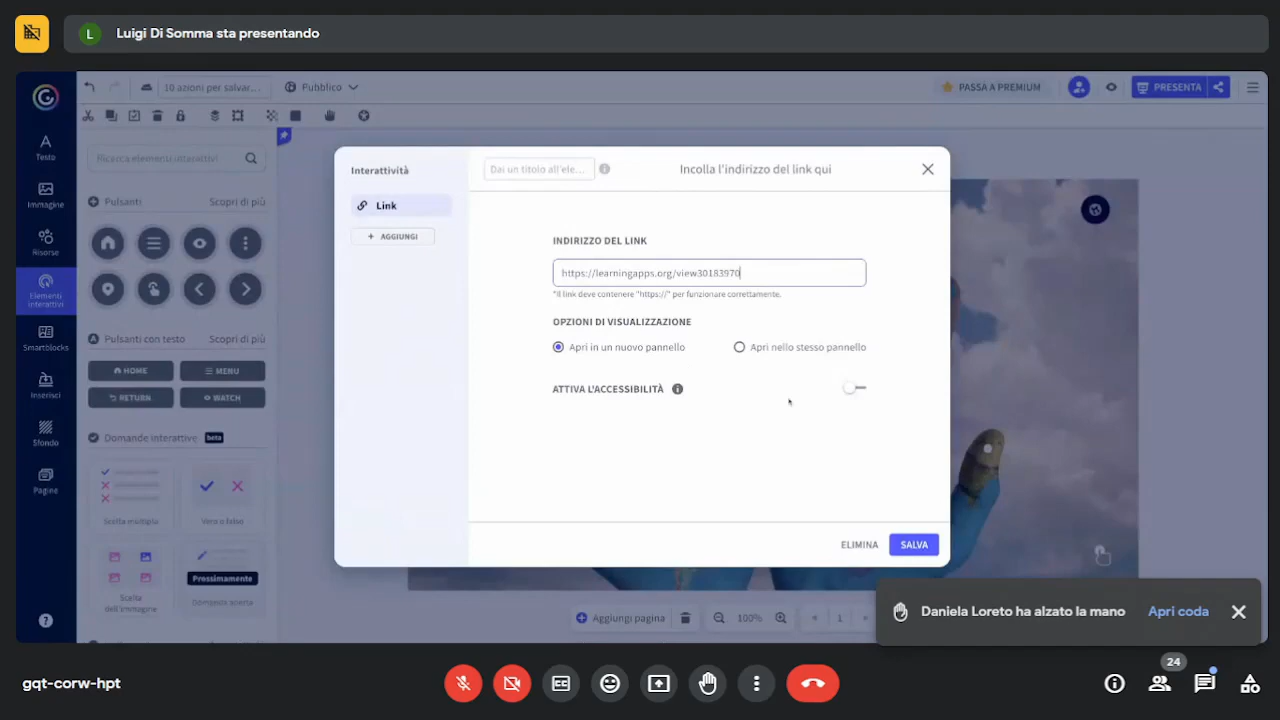 L
Luigi Di Somma sta presentando
10 azioni per salvar...
Pubblico
PASSA A PREMIUM
PRESENTA
Testo
Immagine
Risorse
Elementi
interattivi
Smartblocks
Inserisci
Sfondo
Pagine
Ricerca elementi interattivi
Pulsanti
Scopri di più
Pulsanti con testo
Scopri di più
HOME
MENU
RETURN
WATCH
Domande interattive
beta
Scelta multipla
Vero o falso
Scelta
dell'immagine
Prossimamente
Interattività
Link
+ AGGIUNGI
Dai un titolo all'ele...
Incolla l'indirizzo del link qui
INDIRIZZO DEL LINK
https://learningapps.org/view30183970
*Il link deve contenere "https://" per funzionare correttamente.
OPZIONI DI VISUALIZZAZIONE
Apri in un nuovo pannello
Apri nello stesso pannello
ATTIVA L'ACCESSIBILITÀ
ELIMINA
SALVA
Aggiungi pagina
100%
1
Daniela Loreto ha alzato la mano
Apri coda
gqt-corw-hpt
24